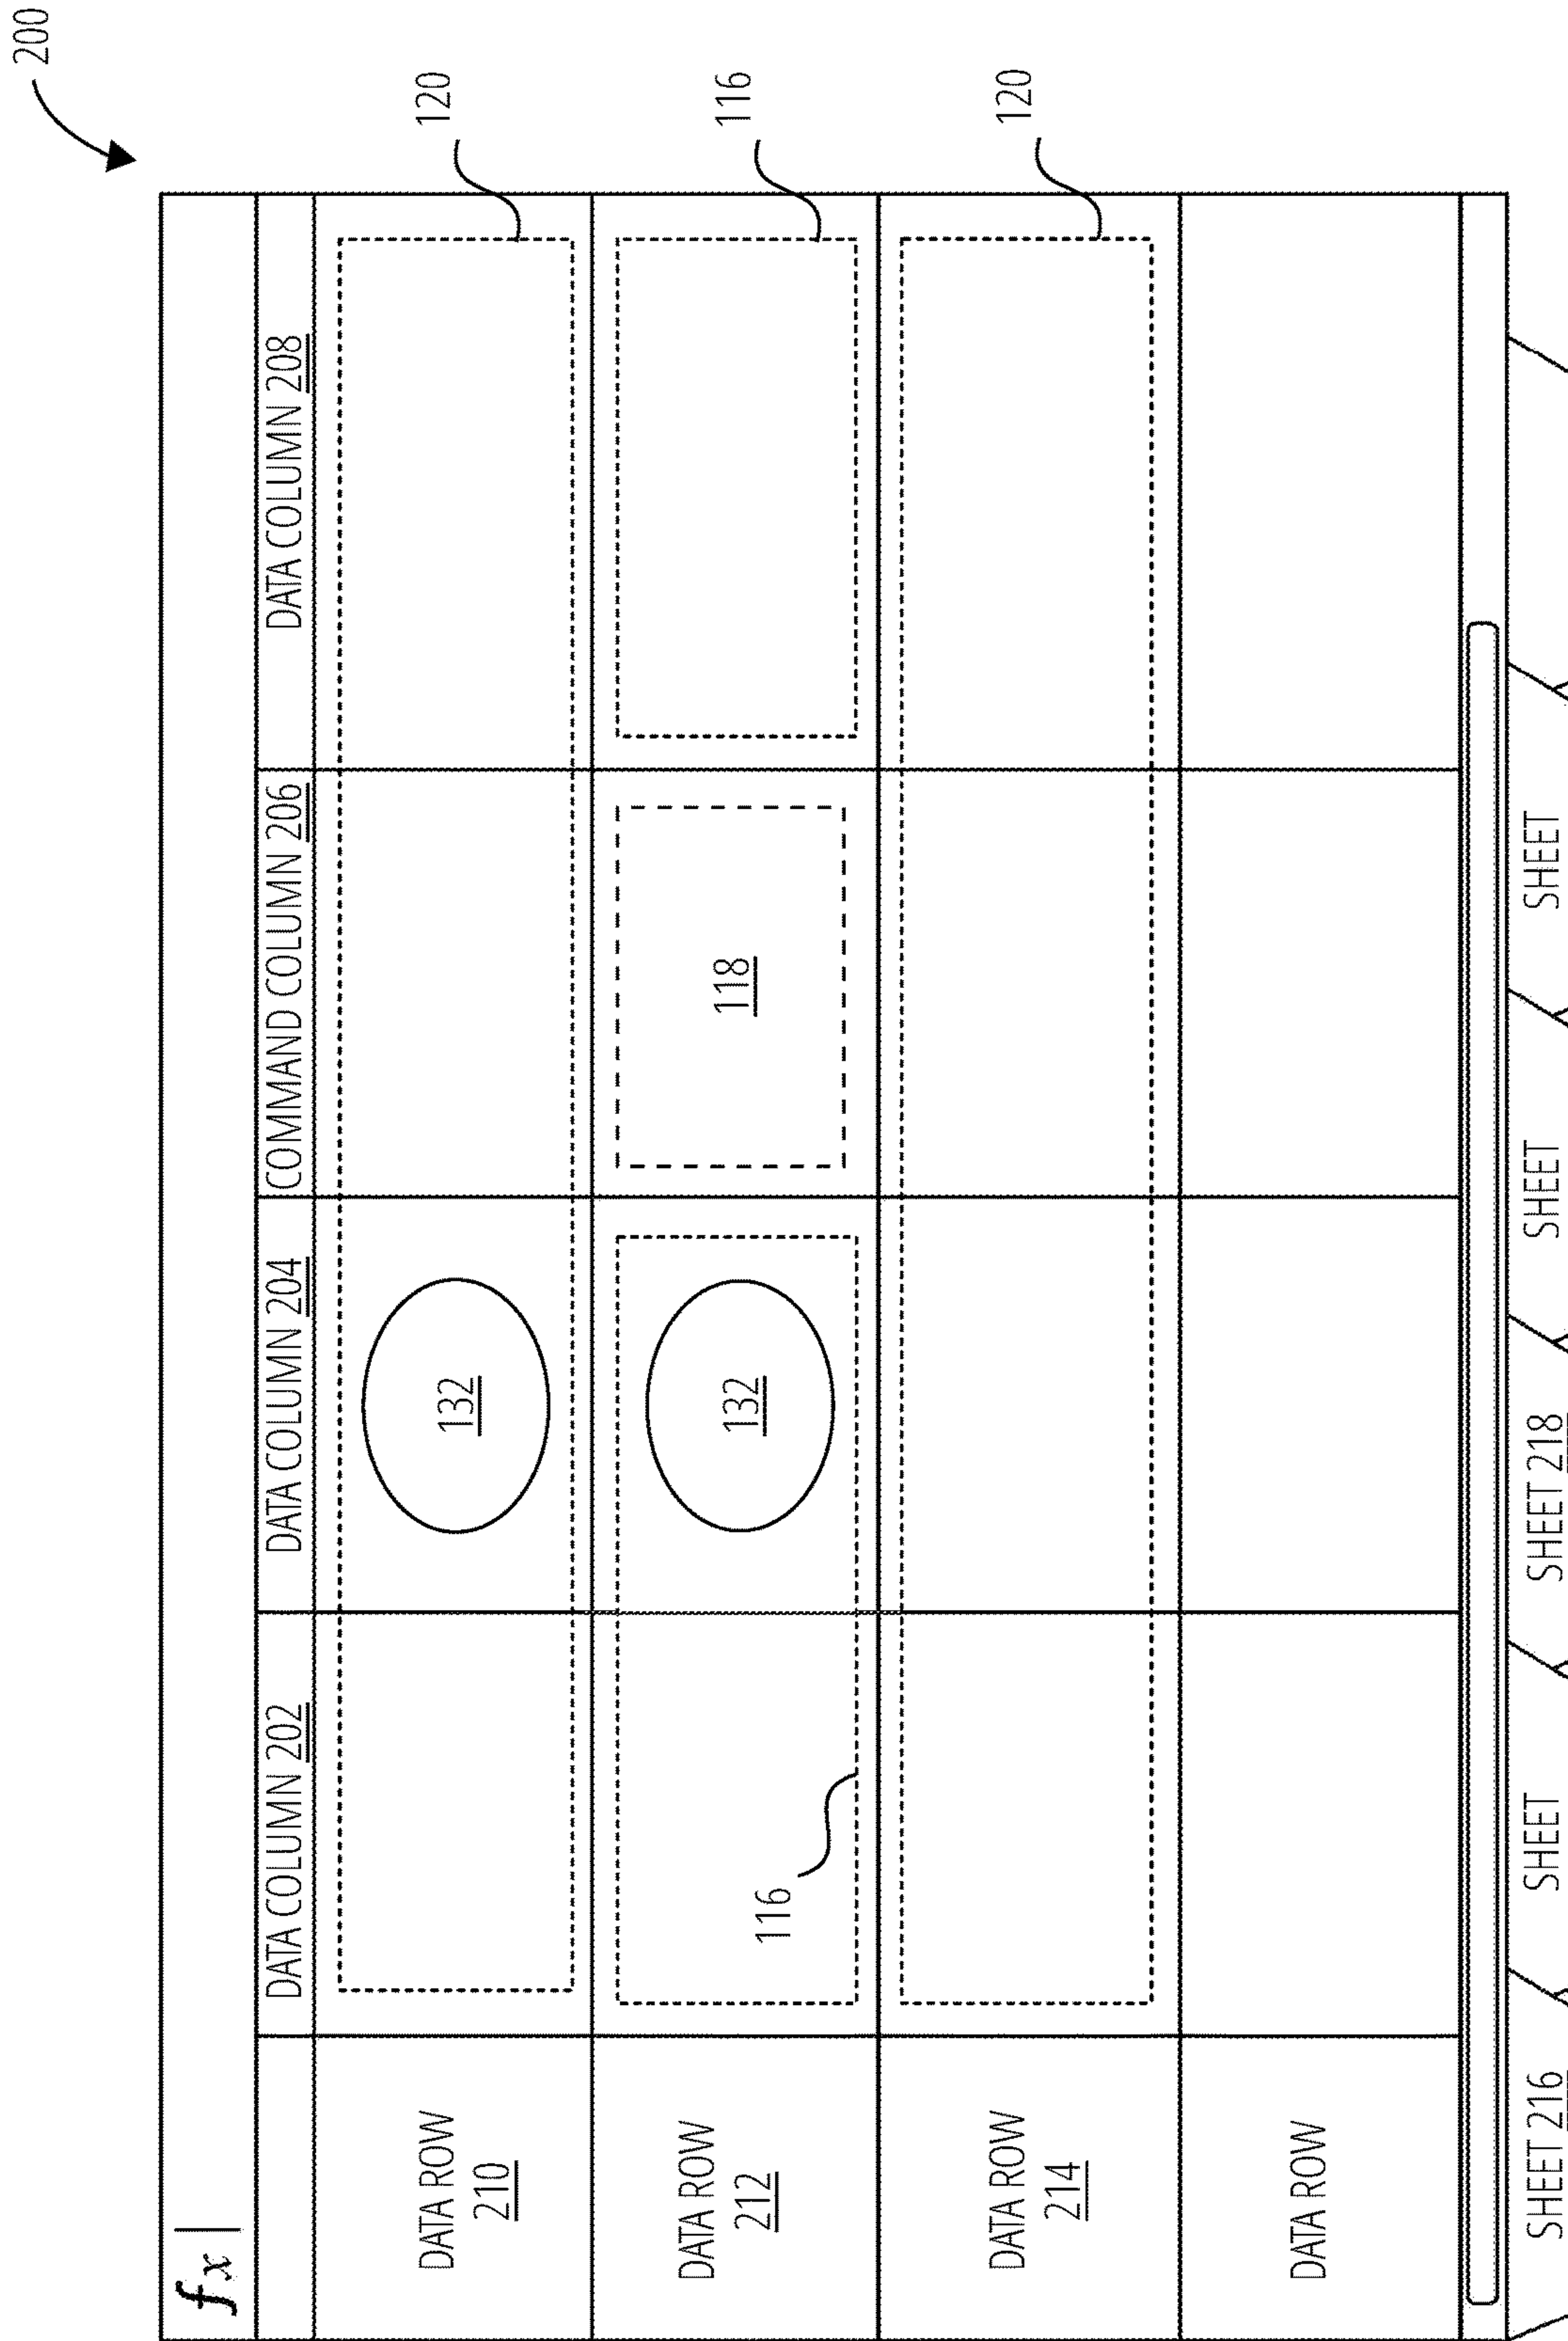 200
fx|
DATA COLUMN 202
DATA COLUMN 204
COMMAND COLUMN 206
DATA COLUMN 208
DATA ROW
210
132
120
DATA ROW
212
116
132
118
116
DATA ROW
214
120
DATA ROW
SHEET 216
SHEET
SHEET 218
SHEET
SHEET